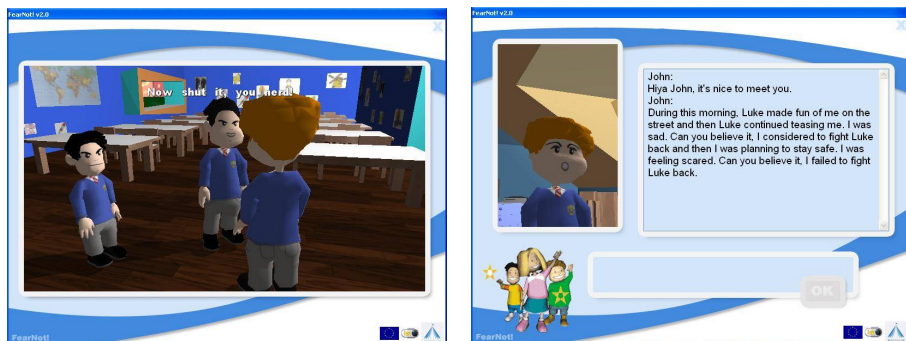 FearNot! v2.0
X
Now shut it, you nerd!
FearNot!
FearNot! v2.0
X
John:
Hiya John, it's nice to meet you.
John:
During this morning, Luke made fun of me on the
street and then Luke continued teasing me. I was
sad. Can you believe it, I considered to fight Luke
back and then I was planning to stay safe. I was
feeling scared. Can you believe it, I failed to fight
Luke back.
OK
FearNot!